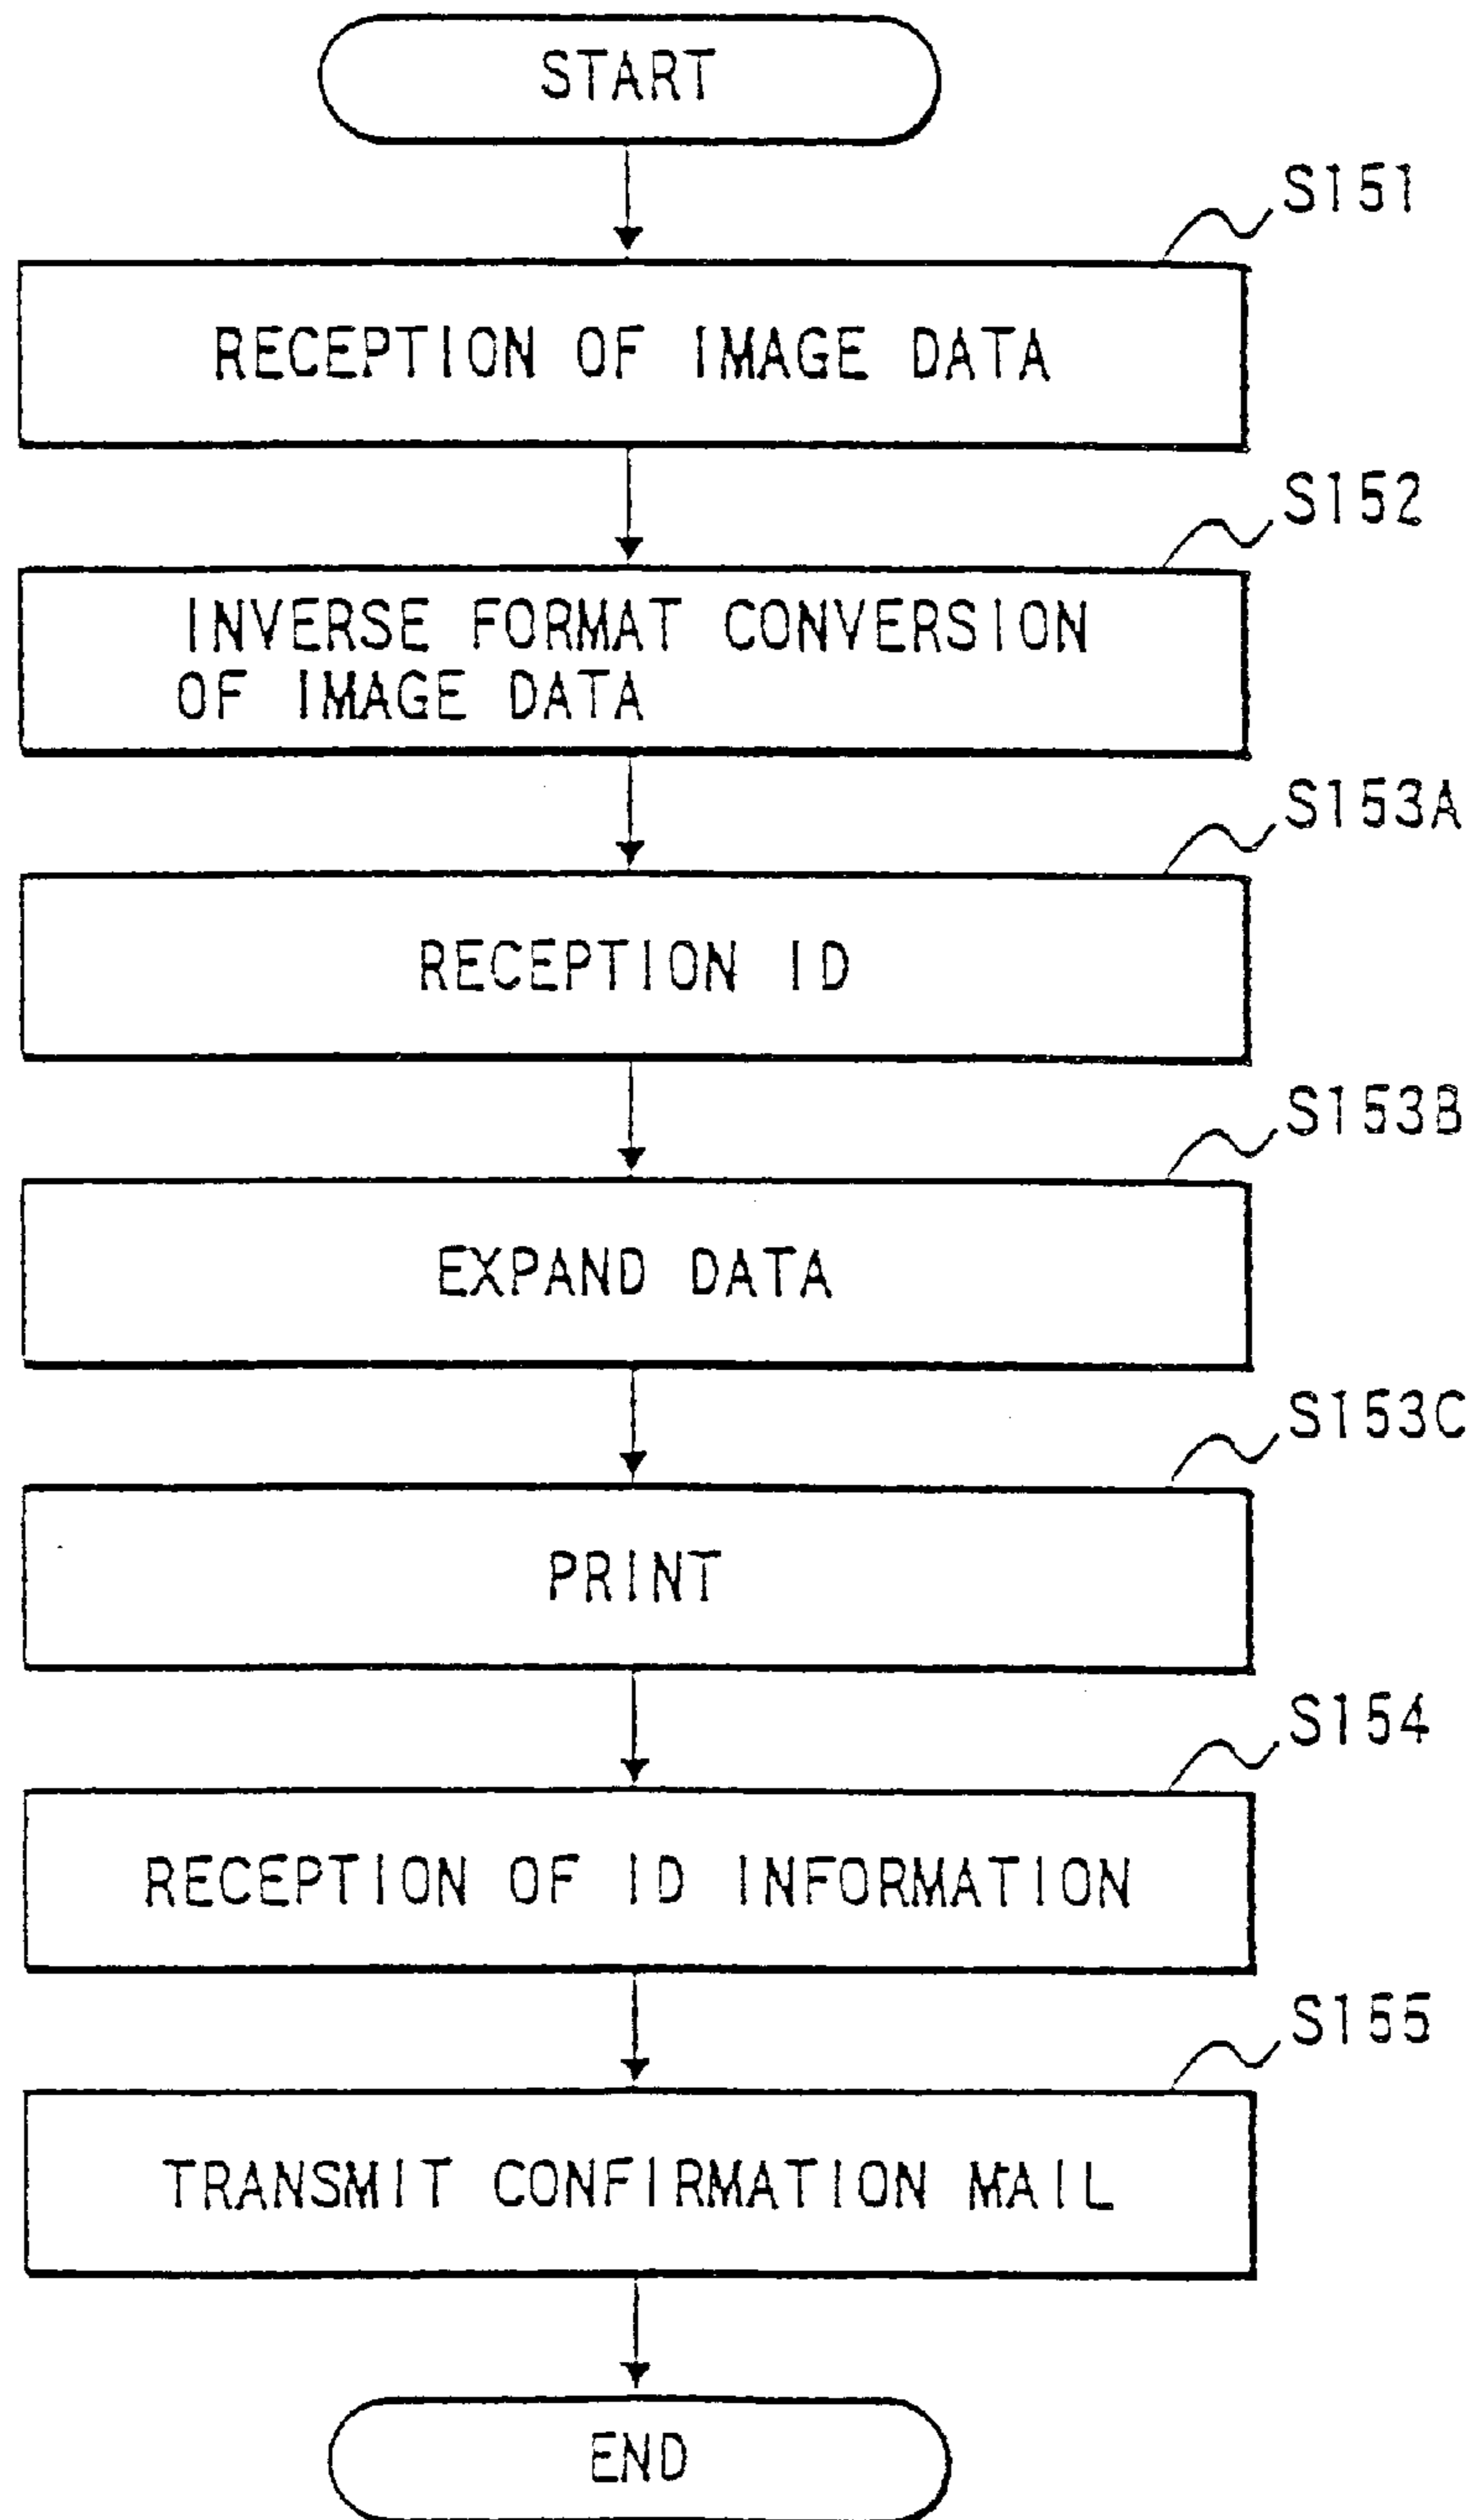 START
S151
RECEPTION OF IMAGE DATA
S152
INVERSE FORMAT CONVERSION
OF IMAGE DATA
S153A
RECEPTION ID
S153B
EXPAND DATA
S153C
PRINT
S154
RECEPTION OF ID INFORMATION
S155
TRANSMIT CONFIRMATION MAIL
END